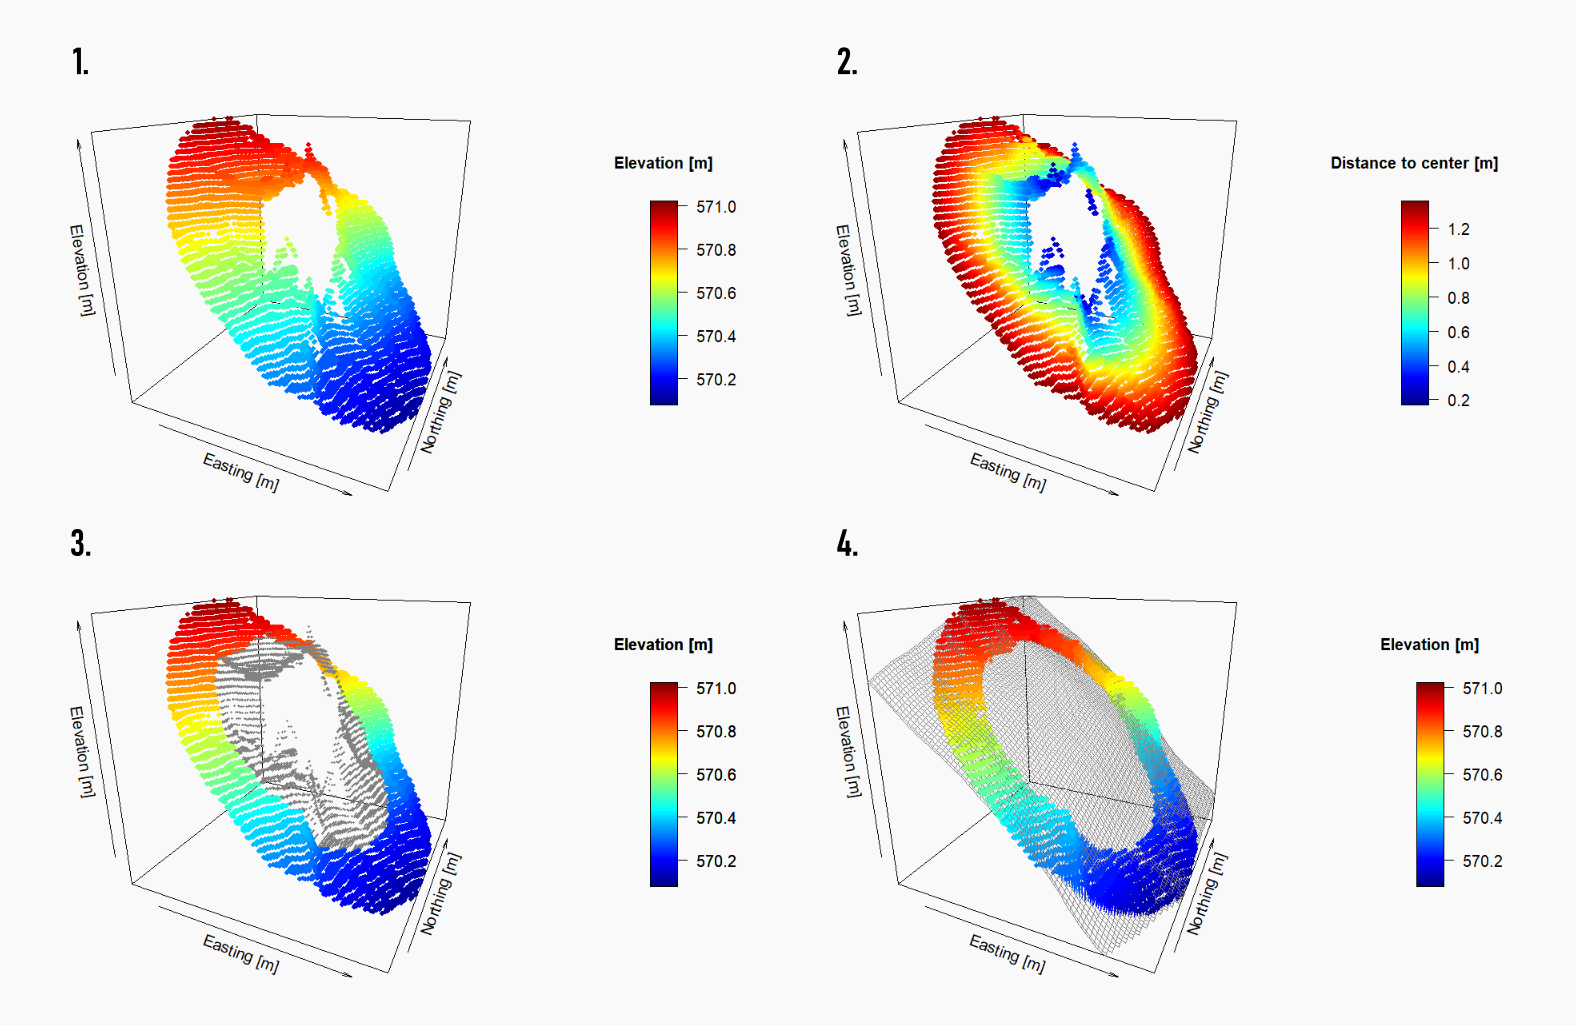 1.
Elevation [m]
Elevation [m]
571.0
570.8
570.6
570.4
570.2
Northing [m]
Easting [m]
2.
Distance to center [m]
Elevation [m]
1.2
1.0
0.8
0.6
0.4
0.2
Northing [m]
Easting [m]
3.
Elevation [m]
Elevation [m]
571.0
570.8
570.6
570.4
570.2
Northing [m]
Easting [m]
4.
Elevation [m]
Elevation [m]
571.0
570.8
570.6
570.4
570.2
Northing [m]
Easting [m]